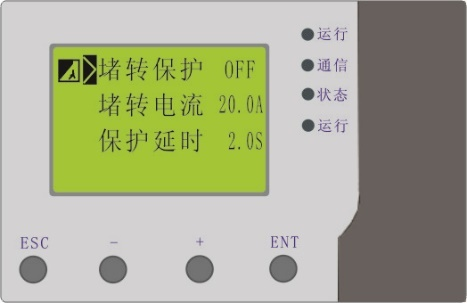 堵转保护 OFF
堵转电流 20.0A
保护延时 2.0S
运行
通信
状态
运行
ESC - + ENT